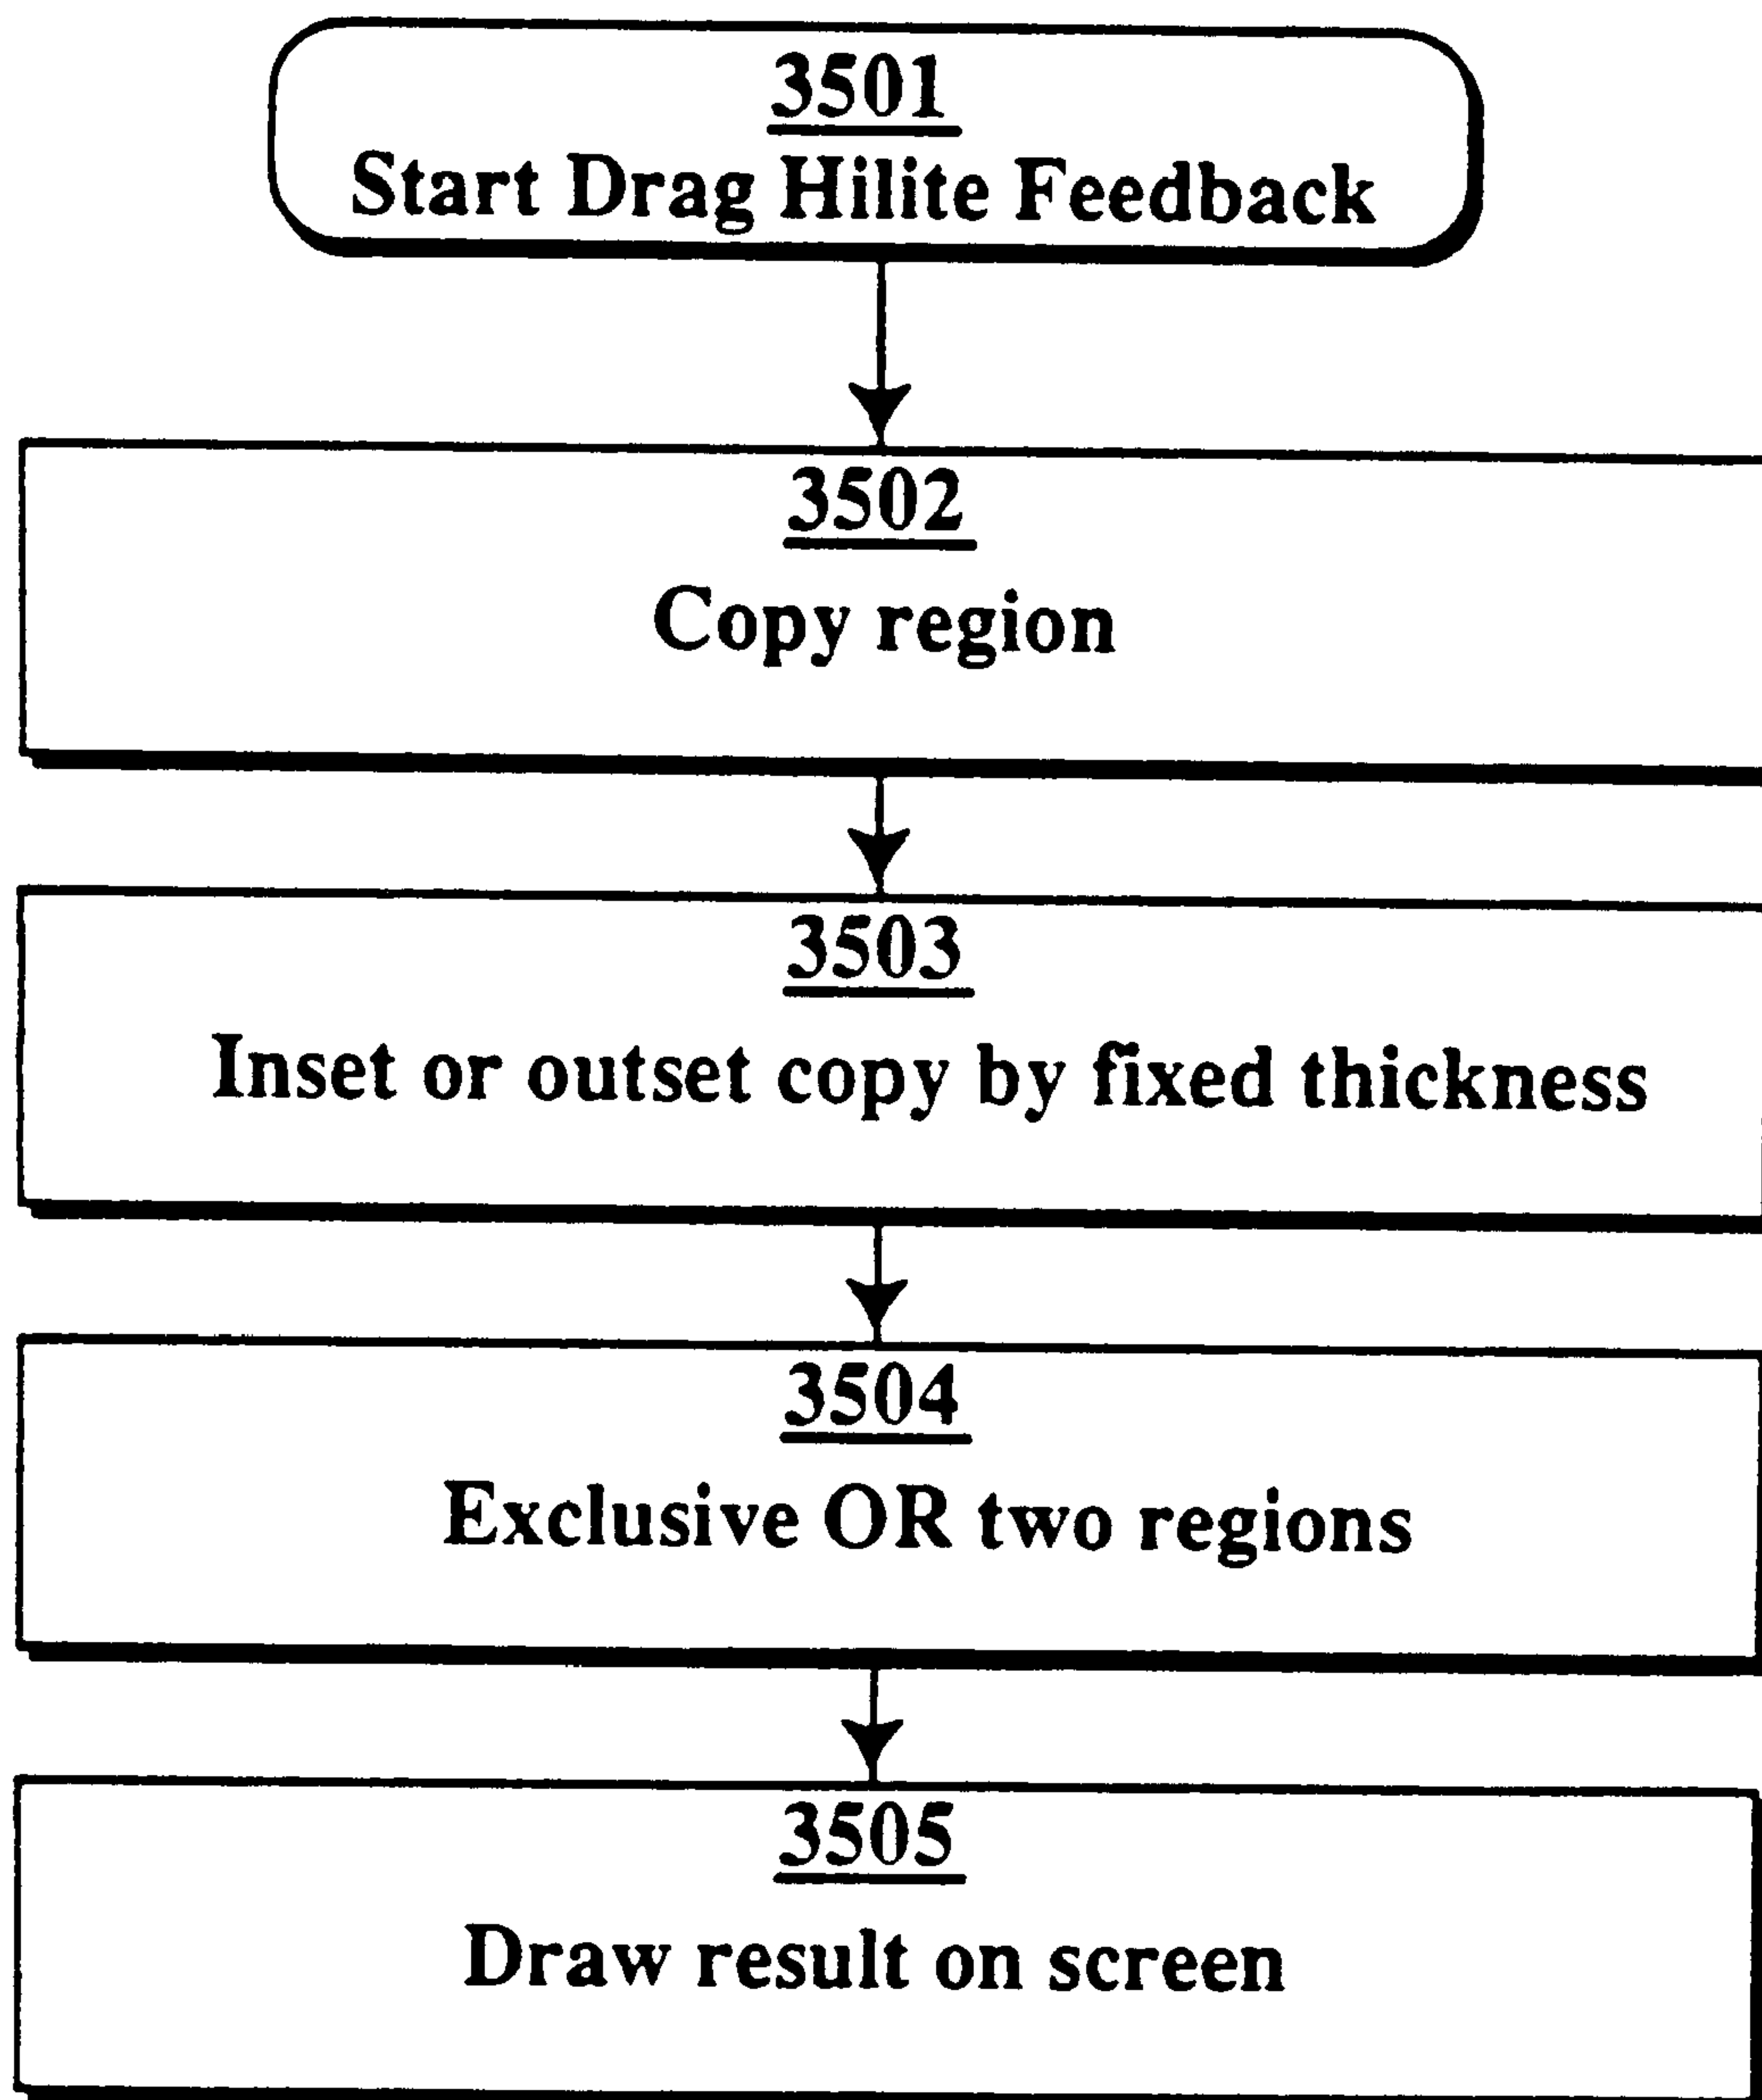 3501
Start Drag Hilite Feedback
3502
Copy region
3503
Inset or outset copy by fixed thickness
3504
Exclusive OR two regions
3505
Draw result on screen